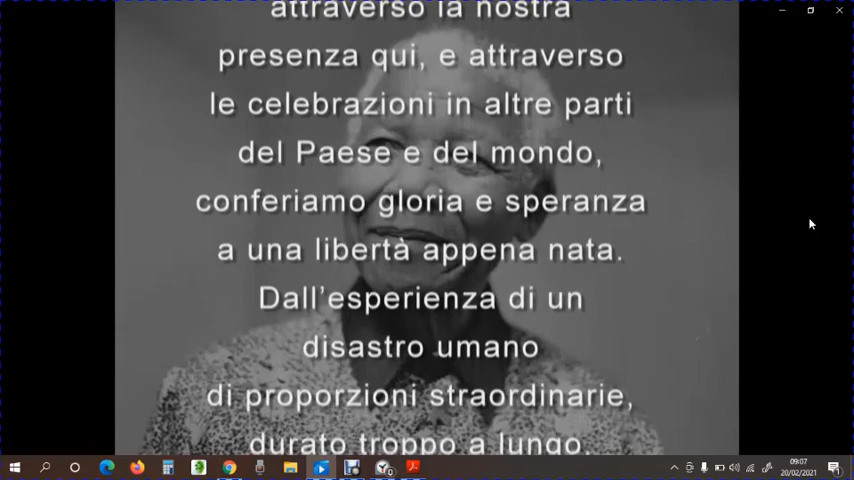 attraverso la nostra
presenza qui, e attraverso
le celebrazioni in altre parti
del Paese e del mondo,
conferiamo gloria e speranza
a una libertà appena nata.
Dall’esperienza di un
disastro umano
di proporzioni straordinarie,
durato troppo a lungo,
09:07
20/02/2021